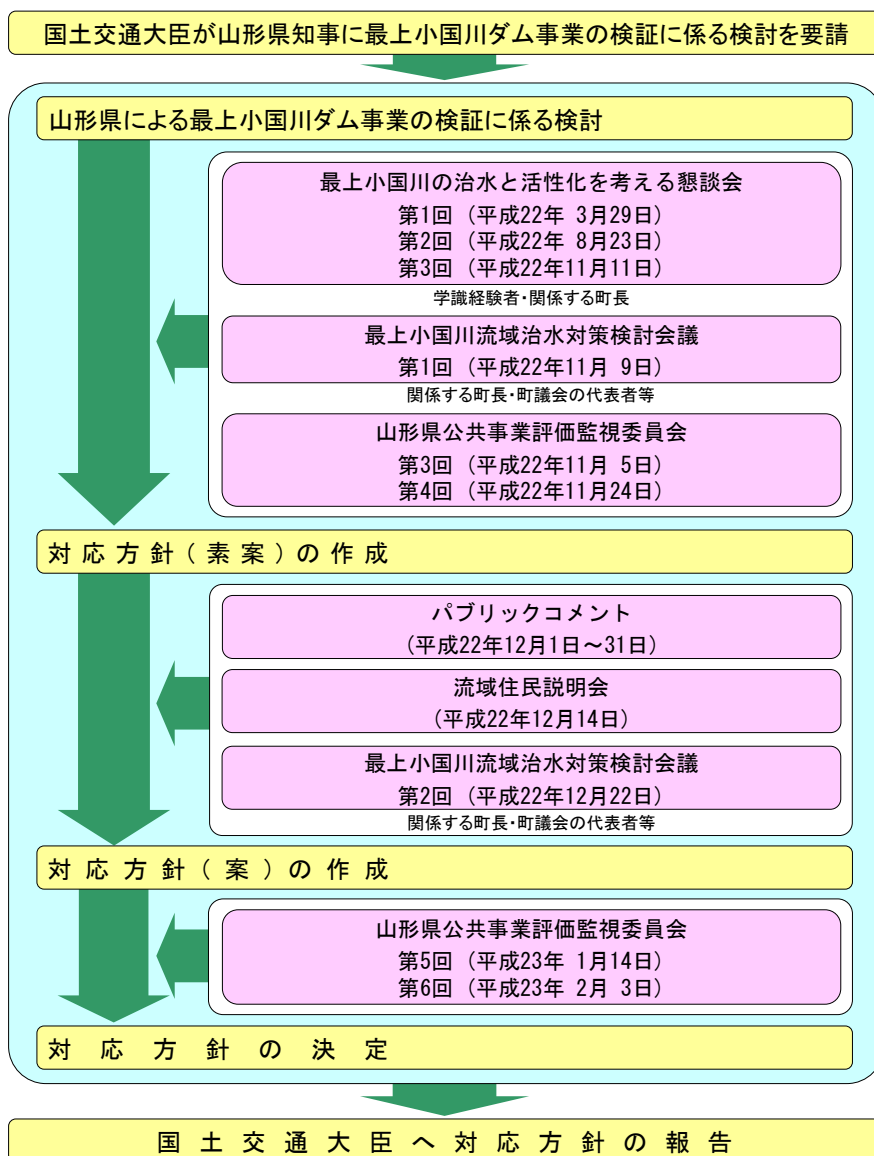 国土交通大臣が山形県知事に最上小国川ダム事業の検証に係る検討を要請
山形県による最上小国川ダム事業の検証に係る検討
最上小国川の治水と活性化を考える懇談会
第1回（平成22年 3月29日）
第2回（平成22年 8月23日）
第3回（平成22年11月11日）
学識経験者・関係する町長
最上小国川流域治水対策検討会議
第1回（平成22年11月 9日）
関係する町長・町議会の代表者等
山形県公共事業評価監視委員会
第3回（平成22年11月 5日）
第4回（平成22年11月24日）
対応方針（素案）の作成
パブリックコメント
（平成22年12月1日～31日）
流域住民説明会
（平成22年12月14日）
最上小国川流域治水対策検討会議
第2回（平成22年12月22日）
関係する町長・町議会の代表者等
対応方針（案）の作成
山形県公共事業評価監視委員会
第5回（平成23年 1月14日）
第6回（平成23年 2月 3日）
対応方針の決定
国土交通大臣へ対応方針の報告